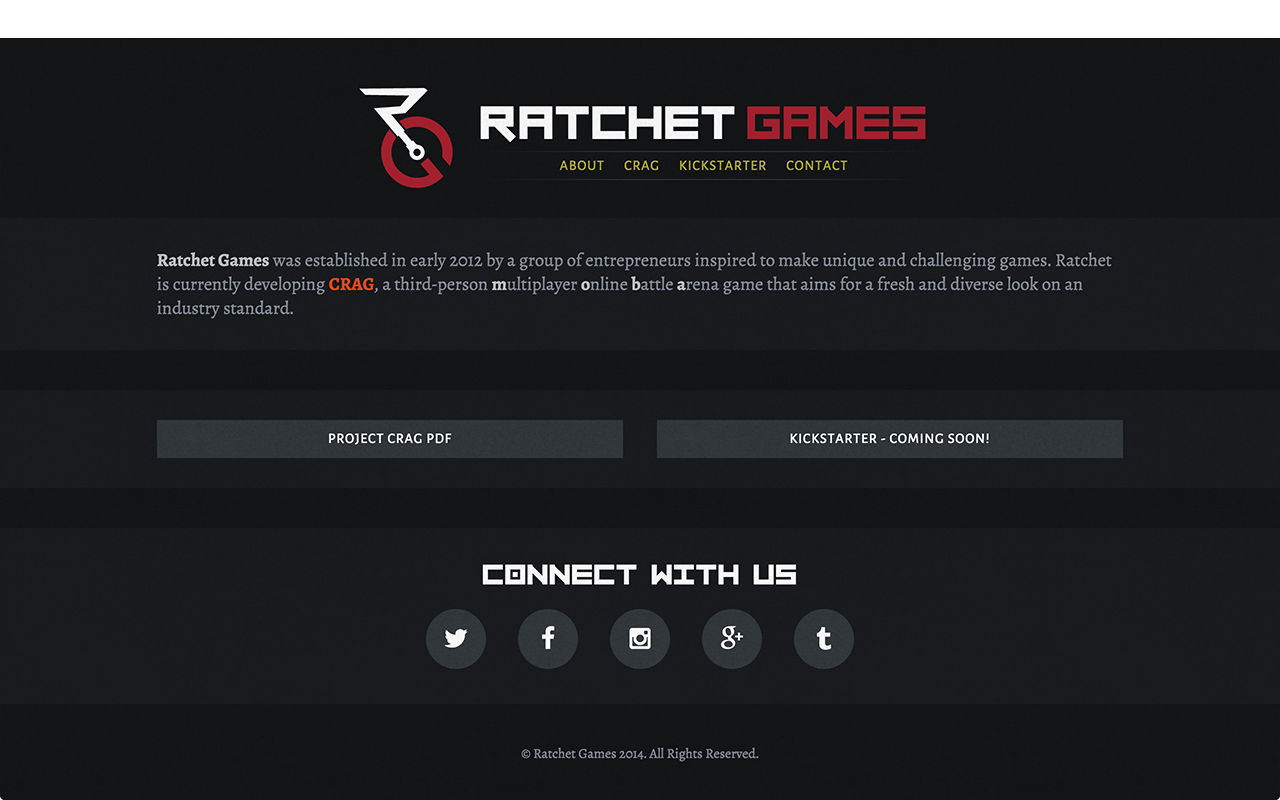 RATCHET GAMES
ABOUT CRAG KICKSTARTER CONTACT
Ratchet Games was established in early 2012 by a group of entrepreneurs inspired to make unique and challenging games. Ratchet
is currently developing CRAG, a third-person multiplayer online battle arena game that aims for a fresh and diverse look on an
industry standard.
PROJECT CRAG PDF KICKSTARTER - COMING SOON!
CONNECT WITH US
© Ratchet Games 2014. All Rights Reserved.